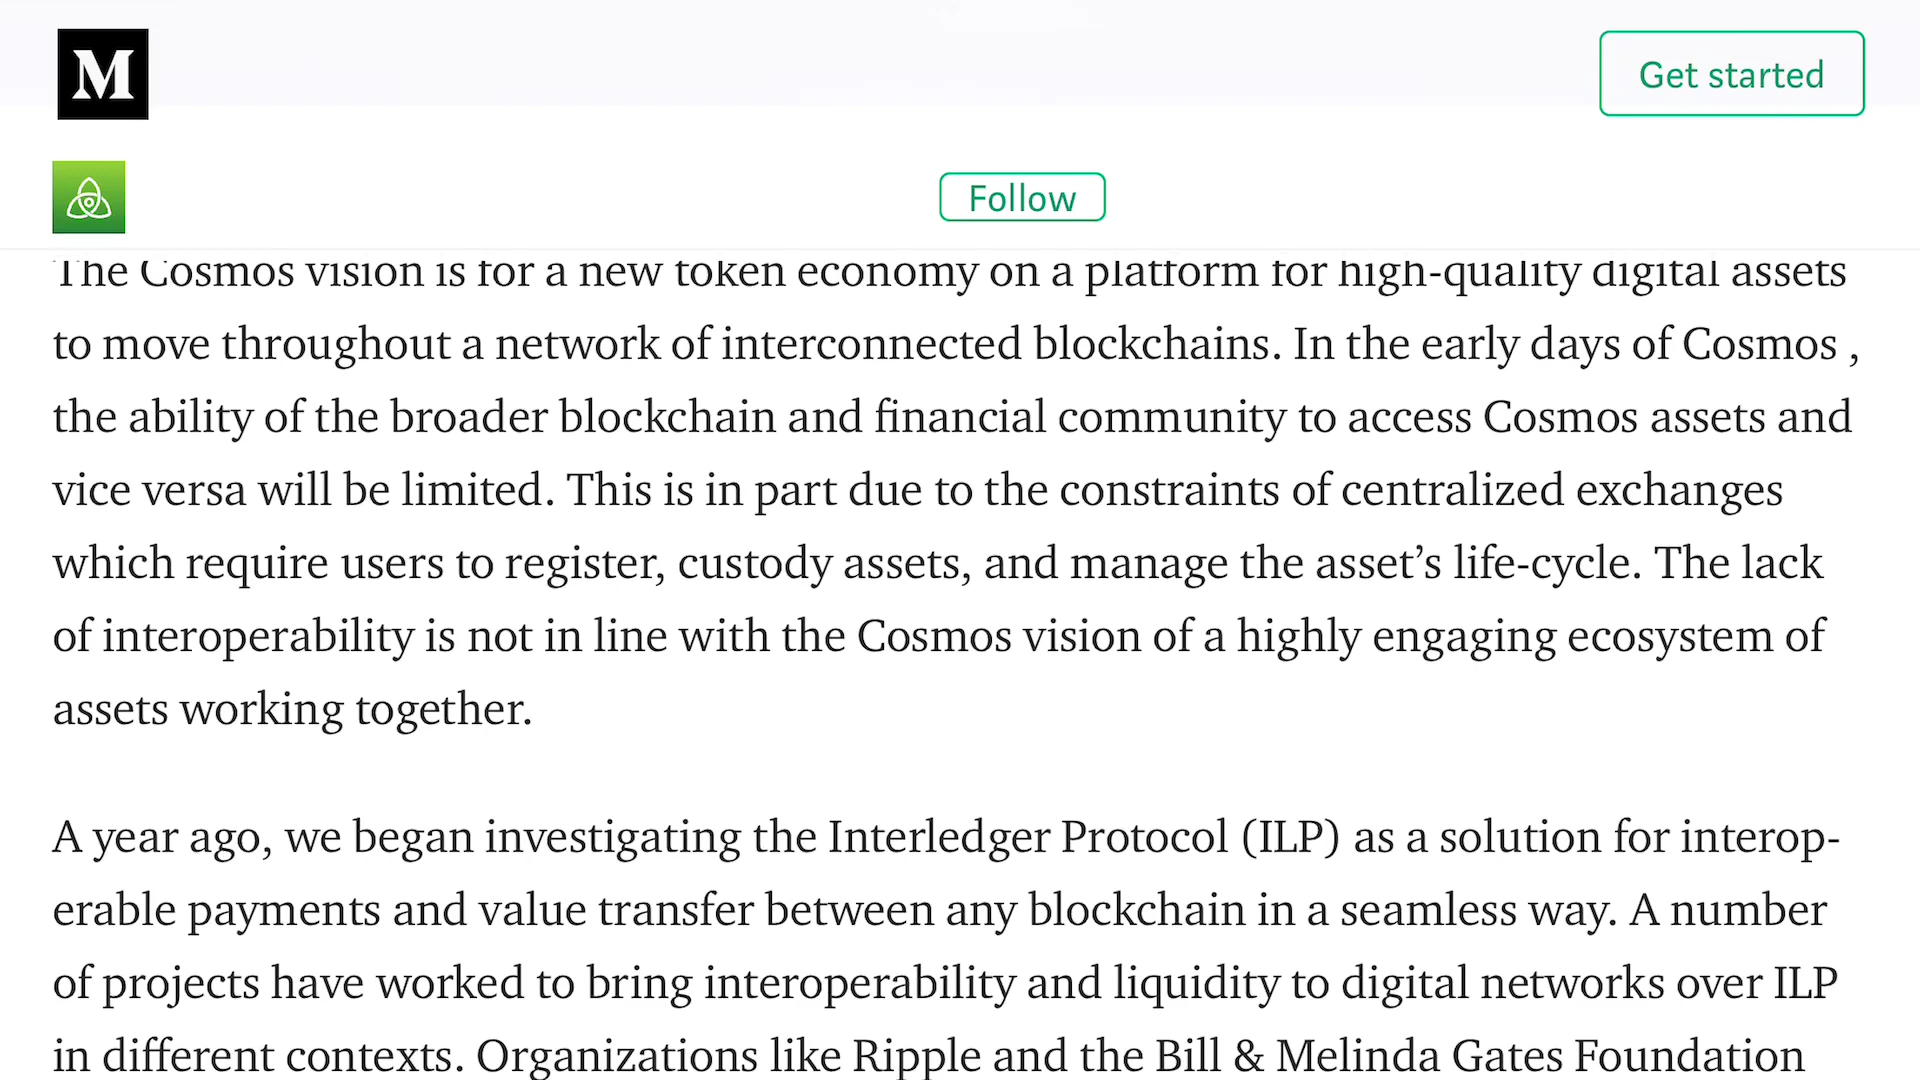 M
Get started
Follow
The Cosmos vision is for a new token economy on a platform for high-quality digital assets
to move throughout a network of interconnected blockchains. In the early days of Cosmos ,
the ability of the broader blockchain and financial community to access Cosmos assets and
vice versa will be limited. This is in part due to the constraints of centralized exchanges
which require users to register, custody assets, and manage the asset’s life-cycle. The lack
of interoperability is not in line with the Cosmos vision of a highly engaging ecosystem of
assets working together.
A year ago, we began investigating the Interledger Protocol (ILP) as a solution for interop-
erable payments and value transfer between any blockchain in a seamless way. A number
of projects have worked to bring interoperability and liquidity to digital networks over ILP
in different contexts. Organizations like Ripple and the Bill & Melinda Gates Foundation